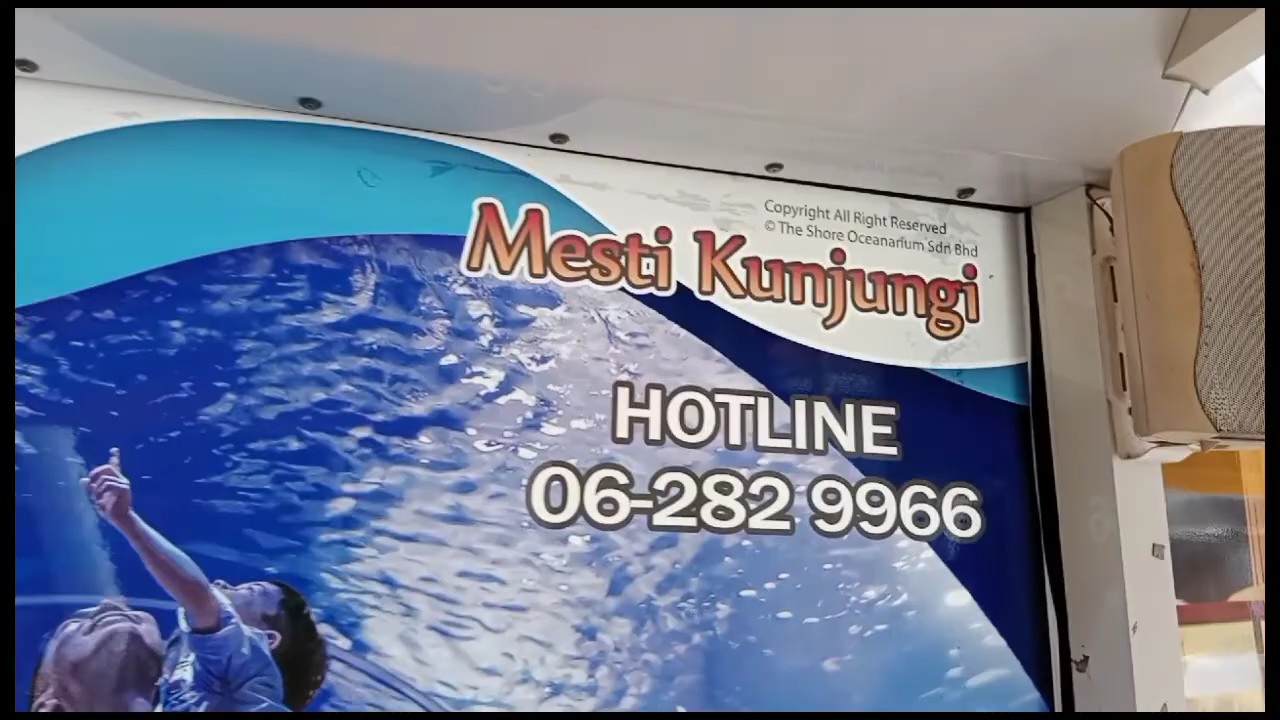 Copyright All Right Reserved
© The Shore Oceanarium Sdn Bhd
Mesti Kunjungi
HOTLINE
06-282 9966